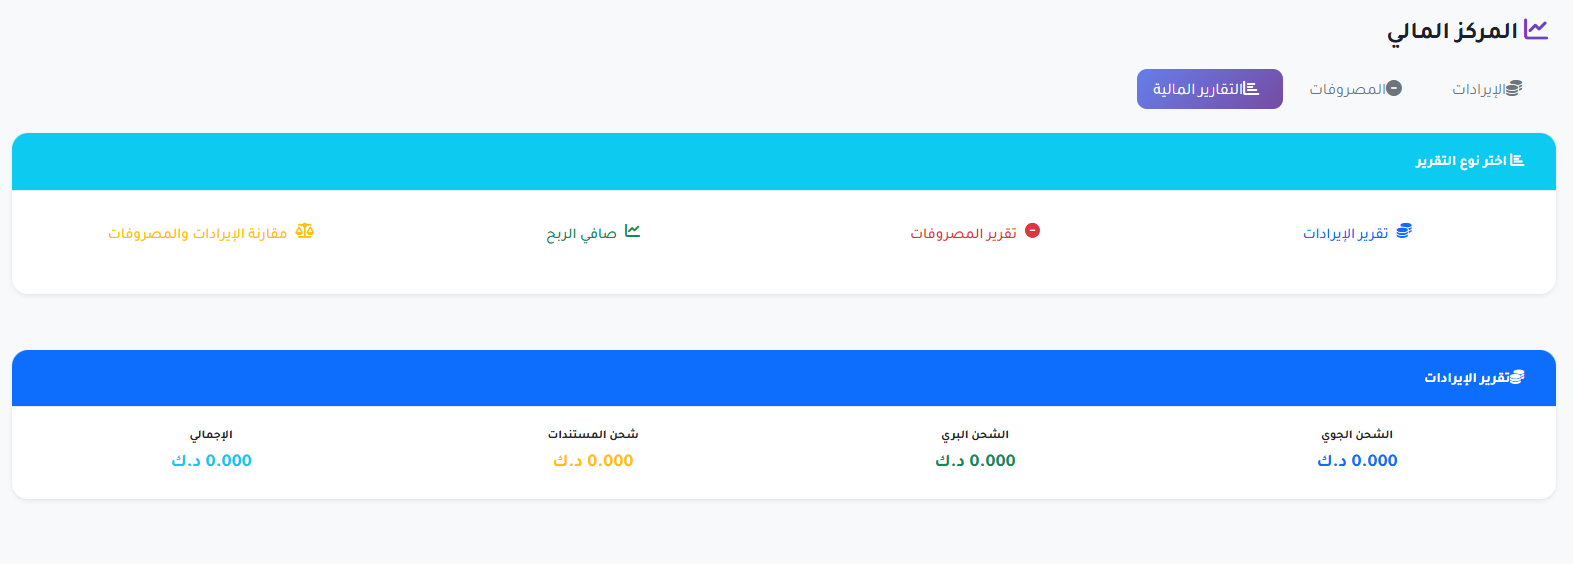 المركز المالي
الإيرادات
المصروفات
التقارير المالية
اختر نوع التقرير
تقرير الإيرادات
تقرير المصروفات
صافي الربح
مقارنة الإيرادات والمصروفات
تقرير الإيرادات
الشحن الجوي
0.000 د.ك
الشحن البري
0.000 د.ك
شحن المستندات
0.000 د.ك
الإجمالي
0.000 د.ك